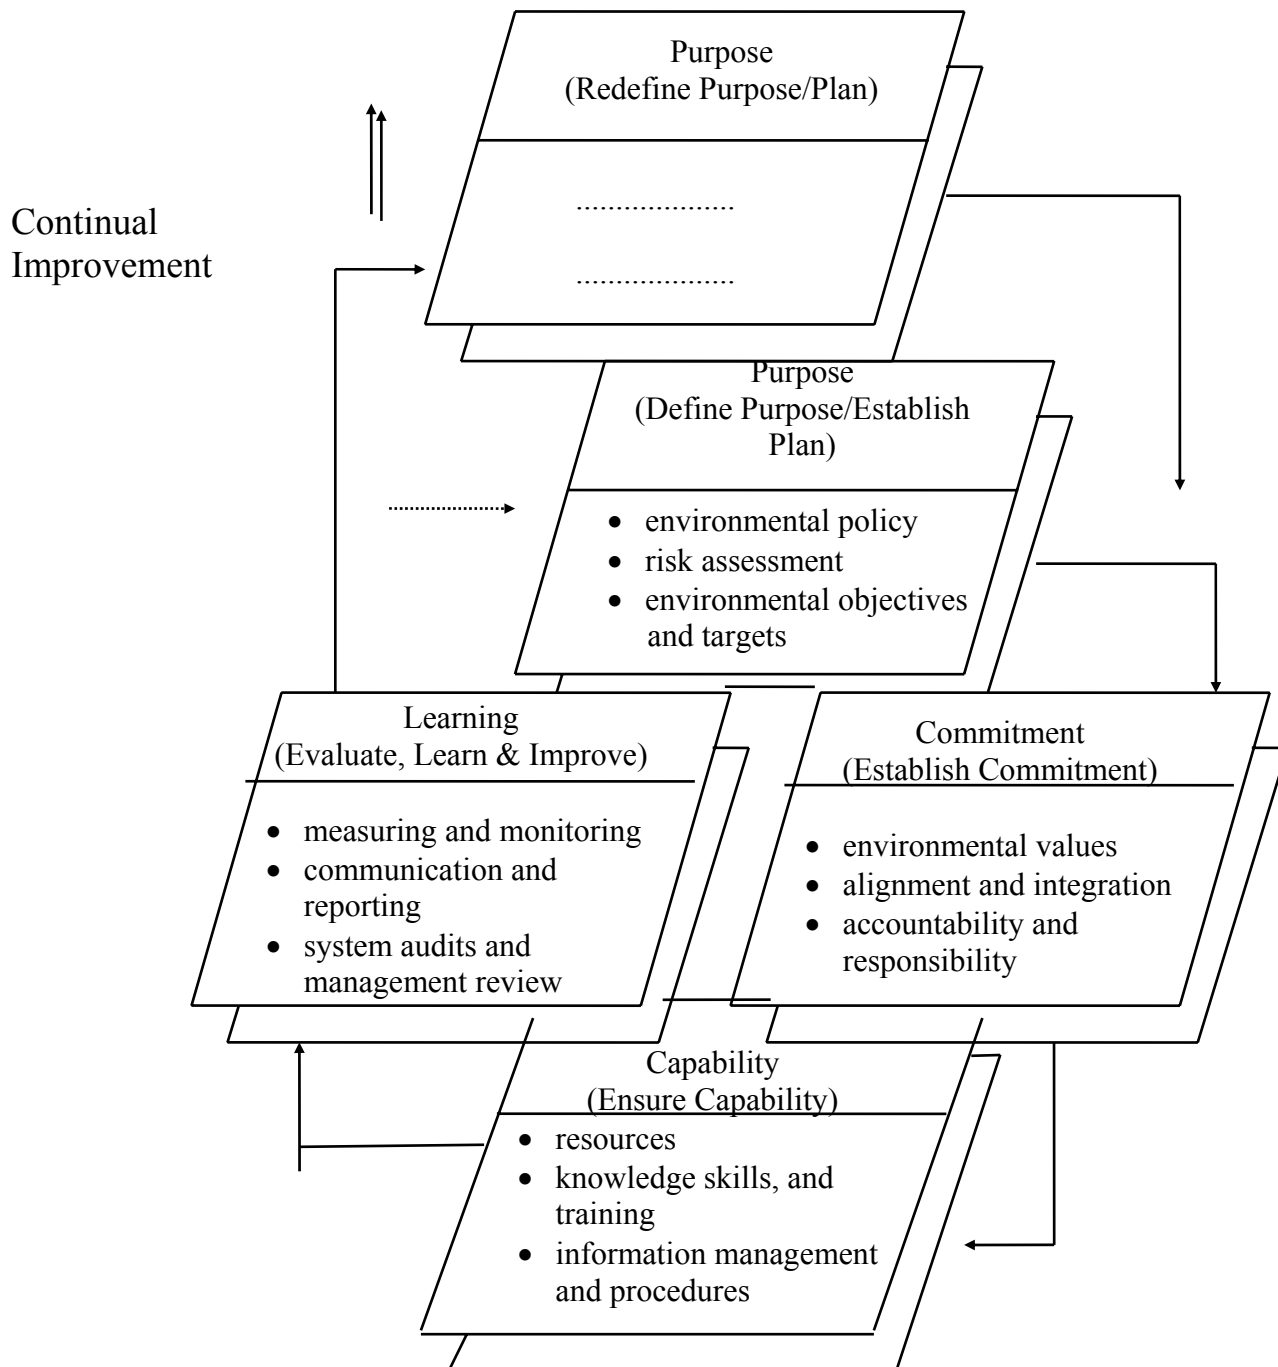 Purpose
(Redefine Purpose/Plan)
....................
....................
Continual
Improvement
Purpose
(Define Purpose/Establish
Plan)
• environmental policy
• risk assessment
• environmental objectives
and targets
Learning
(Evaluate, Learn & Improve)
• measuring and monitoring
• communication and
reporting
• system audits and
management review
Commitment
(Establish Commitment)
• environmental values
• alignment and integration
• accountability and
responsibility
Capability
(Ensure Capability)
• resources
• knowledge skills, and
training
• information management
and procedures